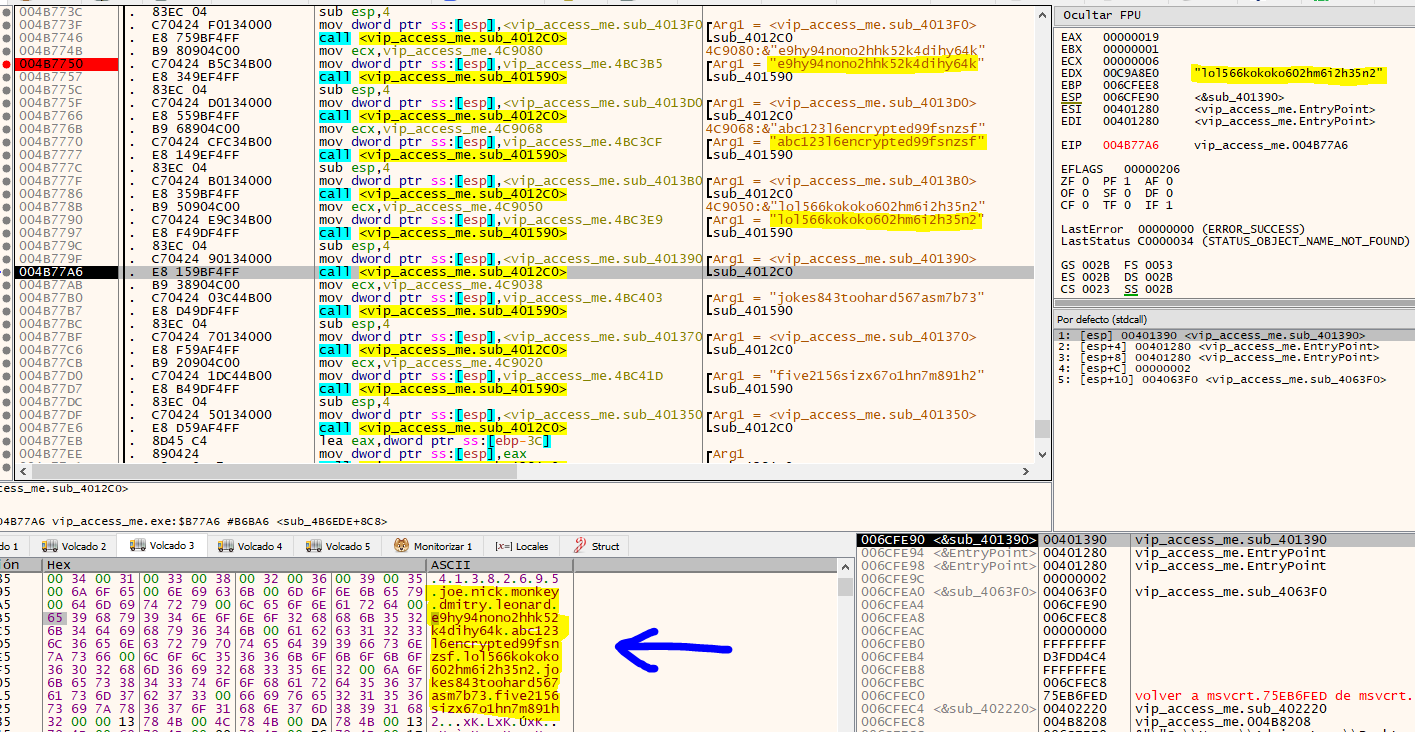 004B773C . 83EC 04 sub esp,4
004B773F . C70424 F0134000 mov dword ptr ss:[esp],<vip_access_me.sub_4013F0 Arg1 = <vip_access_me.sub_4013F0>
004B7746 . E8 759BF4FF call <vip_access_me.sub_4012C0> sub_4012C0
004B774B . B9 80904C00 mov ecx,vip_access_me.4C9080 4C9080:&"e9hy94nono2hhk52k4dihy64k"
004B7750 . C70424 B5C34B00 mov dword ptr ss:[esp],vip_access_me.4BC3B5 Arg1 = "e9hy94nono2hhk52k4dihy64k"
004B7757 . E8 349EF4FF call <vip_access_me.sub_401590> sub_401590
004B775C . 83EC 04 sub esp,4
004B775F . C70424 D0134000 mov dword ptr ss:[esp],<vip_access_me.sub_4013D0 Arg1 = <vip_access_me.sub_4013D0>
004B7766 . E8 559BF4FF call <vip_access_me.sub_4012C0> sub_4012C0
004B776B . B9 68904C00 mov ecx,vip_access_me.4C9068 4C9068:&"abc123l6encrypted99fsnzsf"
004B7770 . C70424 CFC34B00 mov dword ptr ss:[esp],vip_access_me.4BC3CF Arg1 = "abc123l6encrypted99fsnzsf"
004B7777 . E8 149EF4FF call <vip_access_me.sub_401590> sub_401590
004B777C . 83EC 04 sub esp,4
004B777F . C70424 B0134000 mov dword ptr ss:[esp],<vip_access_me.sub_4013B0 Arg1 = <vip_access_me.sub_4013B0>
004B7786 . E8 359BF4FF call <vip_access_me.sub_4012C0> sub_4012C0
004B778B . B9 50904C00 mov ecx,vip_access_me.4C9050 4C9050:&"lol566kokoko602hm6i2h35n2"
004B7790 . C70424 E9C34B00 mov dword ptr ss:[esp],vip_access_me.4BC3E9 Arg1 = "lol566kokoko602hm6i2h35n2"
004B7797 . E8 F49DF4FF call <vip_access_me.sub_401590> sub_401590
004B779C . 83EC 04 sub esp,4
004B779F . C70424 90134000 mov dword ptr ss:[esp],<vip_access_me.sub_401390 Arg1 = <vip_access_me.sub_401390>
004B77A6 . E8 159BF4FF call <vip_access_me.sub_4012C0> sub_4012C0
004B77AB . B9 38904C00 mov ecx,vip_access_me.4C9038
004B77B0 . C70424 03C44B00 mov dword ptr ss:[esp],vip_access_me.4BC403 Arg1 = "jokes843toohard567asm7b73"
004B77B7 . E8 D49DF4FF call <vip_access_me.sub_401590> sub_401590
004B77BC . 83EC 04 sub esp,4
004B77BF . C70424 70134000 mov dword ptr ss:[esp],<vip_access_me.sub_401370 Arg1 = <vip_access_me.sub_401370>
004B77C6 . E8 F59AF4FF call <vip_access_me.sub_4012C0> sub_4012C0
004B77CB . B9 20904C00 mov ecx,vip_access_me.4C9020
004B77D0 . C70424 1DC44B00 mov dword ptr ss:[esp],vip_access_me.4BC41D Arg1 = "five2156sizx67o1hn7m891h2"
004B77D7 . E8 B49DF4FF call <vip_access_me.sub_401590> sub_401590
004B77DC . 83EC 04 sub esp,4
004B77DF . C70424 50134000 mov dword ptr ss:[esp],<vip_access_me.sub_401350 Arg1 = <vip_access_me.sub_401350>
004B77E6 . E8 D59AF4FF call <vip_access_me.sub_4012C0> sub_4012C0
004B77EB . 8D45 C4 lea eax,dword ptr ss:[ebp-3C]
004B77EE . 890424 mov dword ptr ss:[esp],eax Arg1
Ocultar FPU
EAX 00000019
EBX 00000001
ECX 00000006
EDX 00C9A8E0 "lol566kokoko602hm6i2h35n2"
EBP 006CFEE8
ESP 006CFE90 <&sub_401390>
ESI 00401280 <vip_access_me.EntryPoint>
EDI 00401280 <vip_access_me.EntryPoint>
EIP 004B77A6 vip_access_me.004B77A6
EFLAGS 00000206
ZF 0 PF 1 AF 0
OF 0 SF 0 DF 0
CF 0 TF 0 IF 1
LastError 00000000 (ERROR_SUCCESS)
LastStatus C0000034 (STATUS_OBJECT_NAME_NOT_FOUND)
GS 002B FS 0053
ES 002B DS 002B
CS 0023 SS 002B
Por defecto (stdcall)
1: [esp] 00401390 <vip_access_me.sub_401390>
2: [esp+4] 00401280 <vip_access_me.EntryPoint>
3: [esp+8] 00401280 <vip_access_me.EntryPoint>
4: [esp+C] 00000002
5: [esp+10] 004063F0 <vip_access_me.sub_4063F0>
cess_me.sub_4012C0>
04B77A6 vip_access_me.exe:$B77A6 #B6BA6 <sub_4B6EDE+8C8>
do 1 Volcado 2 Volcado 3 Volcado 4 Volcado 5 Monitorizar 1 [x=] Locales Struct
ión Hex ASCII
35 00 34 00 31 00 33 00 38 00 32 00 36 00 39 00 35 .4.1.3.8.2.6.9.5
95 00 6A 6F 65 00 6E 69 63 6B 00 6D 6F 6E 6B 65 79 .joe.nick.monkey
A5 00 64 6D 69 74 72 79 00 6C 65 6F 6E 61 72 64 00 .dmitry.leonard.
B5 65 39 68 79 39 34 6E 6F 6E 6F 32 68 68 6B 35 32 e9hy94nono2hhk52
C5 6B 34 64 69 68 79 36 34 6B 00 61 62 63 31 32 33 k4dihy64k.abc123
D5 6C 36 65 6E 63 72 79 70 74 65 64 39 39 66 73 6E l6encrypted99fsn
E5 7A 73 66 00 6C 6F 6C 35 36 36 6B 6F 6B 6F 6B 6F zsf.lol566kokoko
F5 36 30 32 68 6D 36 69 32 68 33 35 6E 32 00 6A 6F 602hm6i2h35n2.jo
05 6B 65 73 38 34 33 74 6F 6F 68 61 72 64 35 36 37 kes843toohard567
15 61 73 6D 37 62 37 33 00 66 69 76 65 32 31 35 36 asm7b73.five2156
25 73 69 7A 78 36 37 6F 31 68 6E 37 6D 38 39 31 68 sizx67o1hn7m891h
35 32 00 00 13 78 4B 00 4C 78 4B 00 DA 78 4B 00 13 2...xK.LxK.ÚxK..
006CFE90 <&sub_401390> 00401390 vip_access_me.sub_401390
006CFE94 <&EntryPoint> 00401280 vip_access_me.EntryPoint
006CFE98 <&EntryPoint> 00401280 vip_access_me.EntryPoint
006CFE9C 00000002
006CFEA0 <&sub_4063F0> 004063F0 vip_access_me.sub_4063F0
006CFEA4 006CFE90
006CFEA8 006CFEC8
006CFEAC 00000000
006CFEB0 FFFFFFFF
006CFEB4 D3F0D4C4
006CFEB8 FFFFFFFE
006CFEBC 006CFEC8
006CFEC0 75EB6FED volver a msvcrt.75EB6FED de msvcrt.
006CFEC4 <&sub_402220> 00402220 vip_access_me.sub_402220
006CFEC8 004B8208 vip_access_me.004B8208